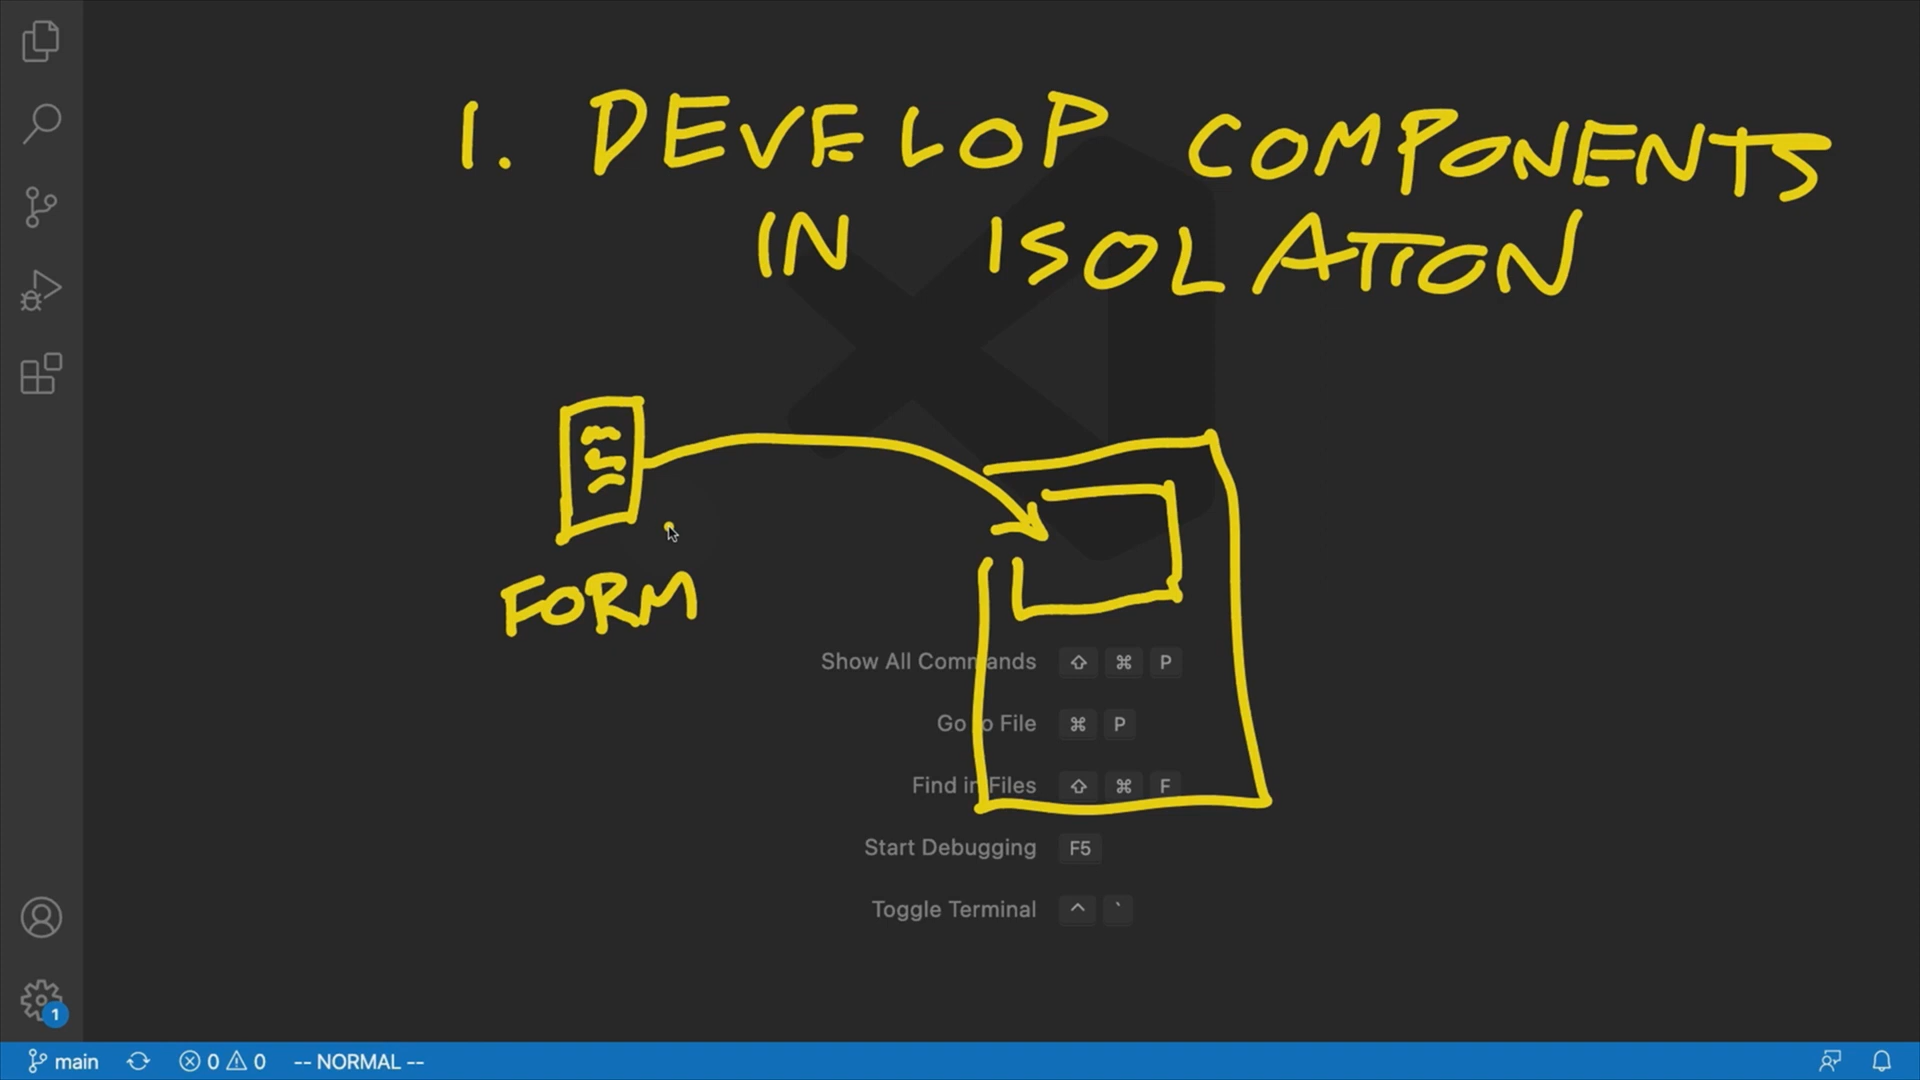 1. DEVELOP COMPONENTS
IN ISOLATION
FORM
Show All Commands ⇧ ⌘ P
Go to File ⌘ P
Find in Files ⇧ ⌘ F
Start Debugging F5
Toggle Terminal ^ `
1
main 0 0 -- NORMAL --